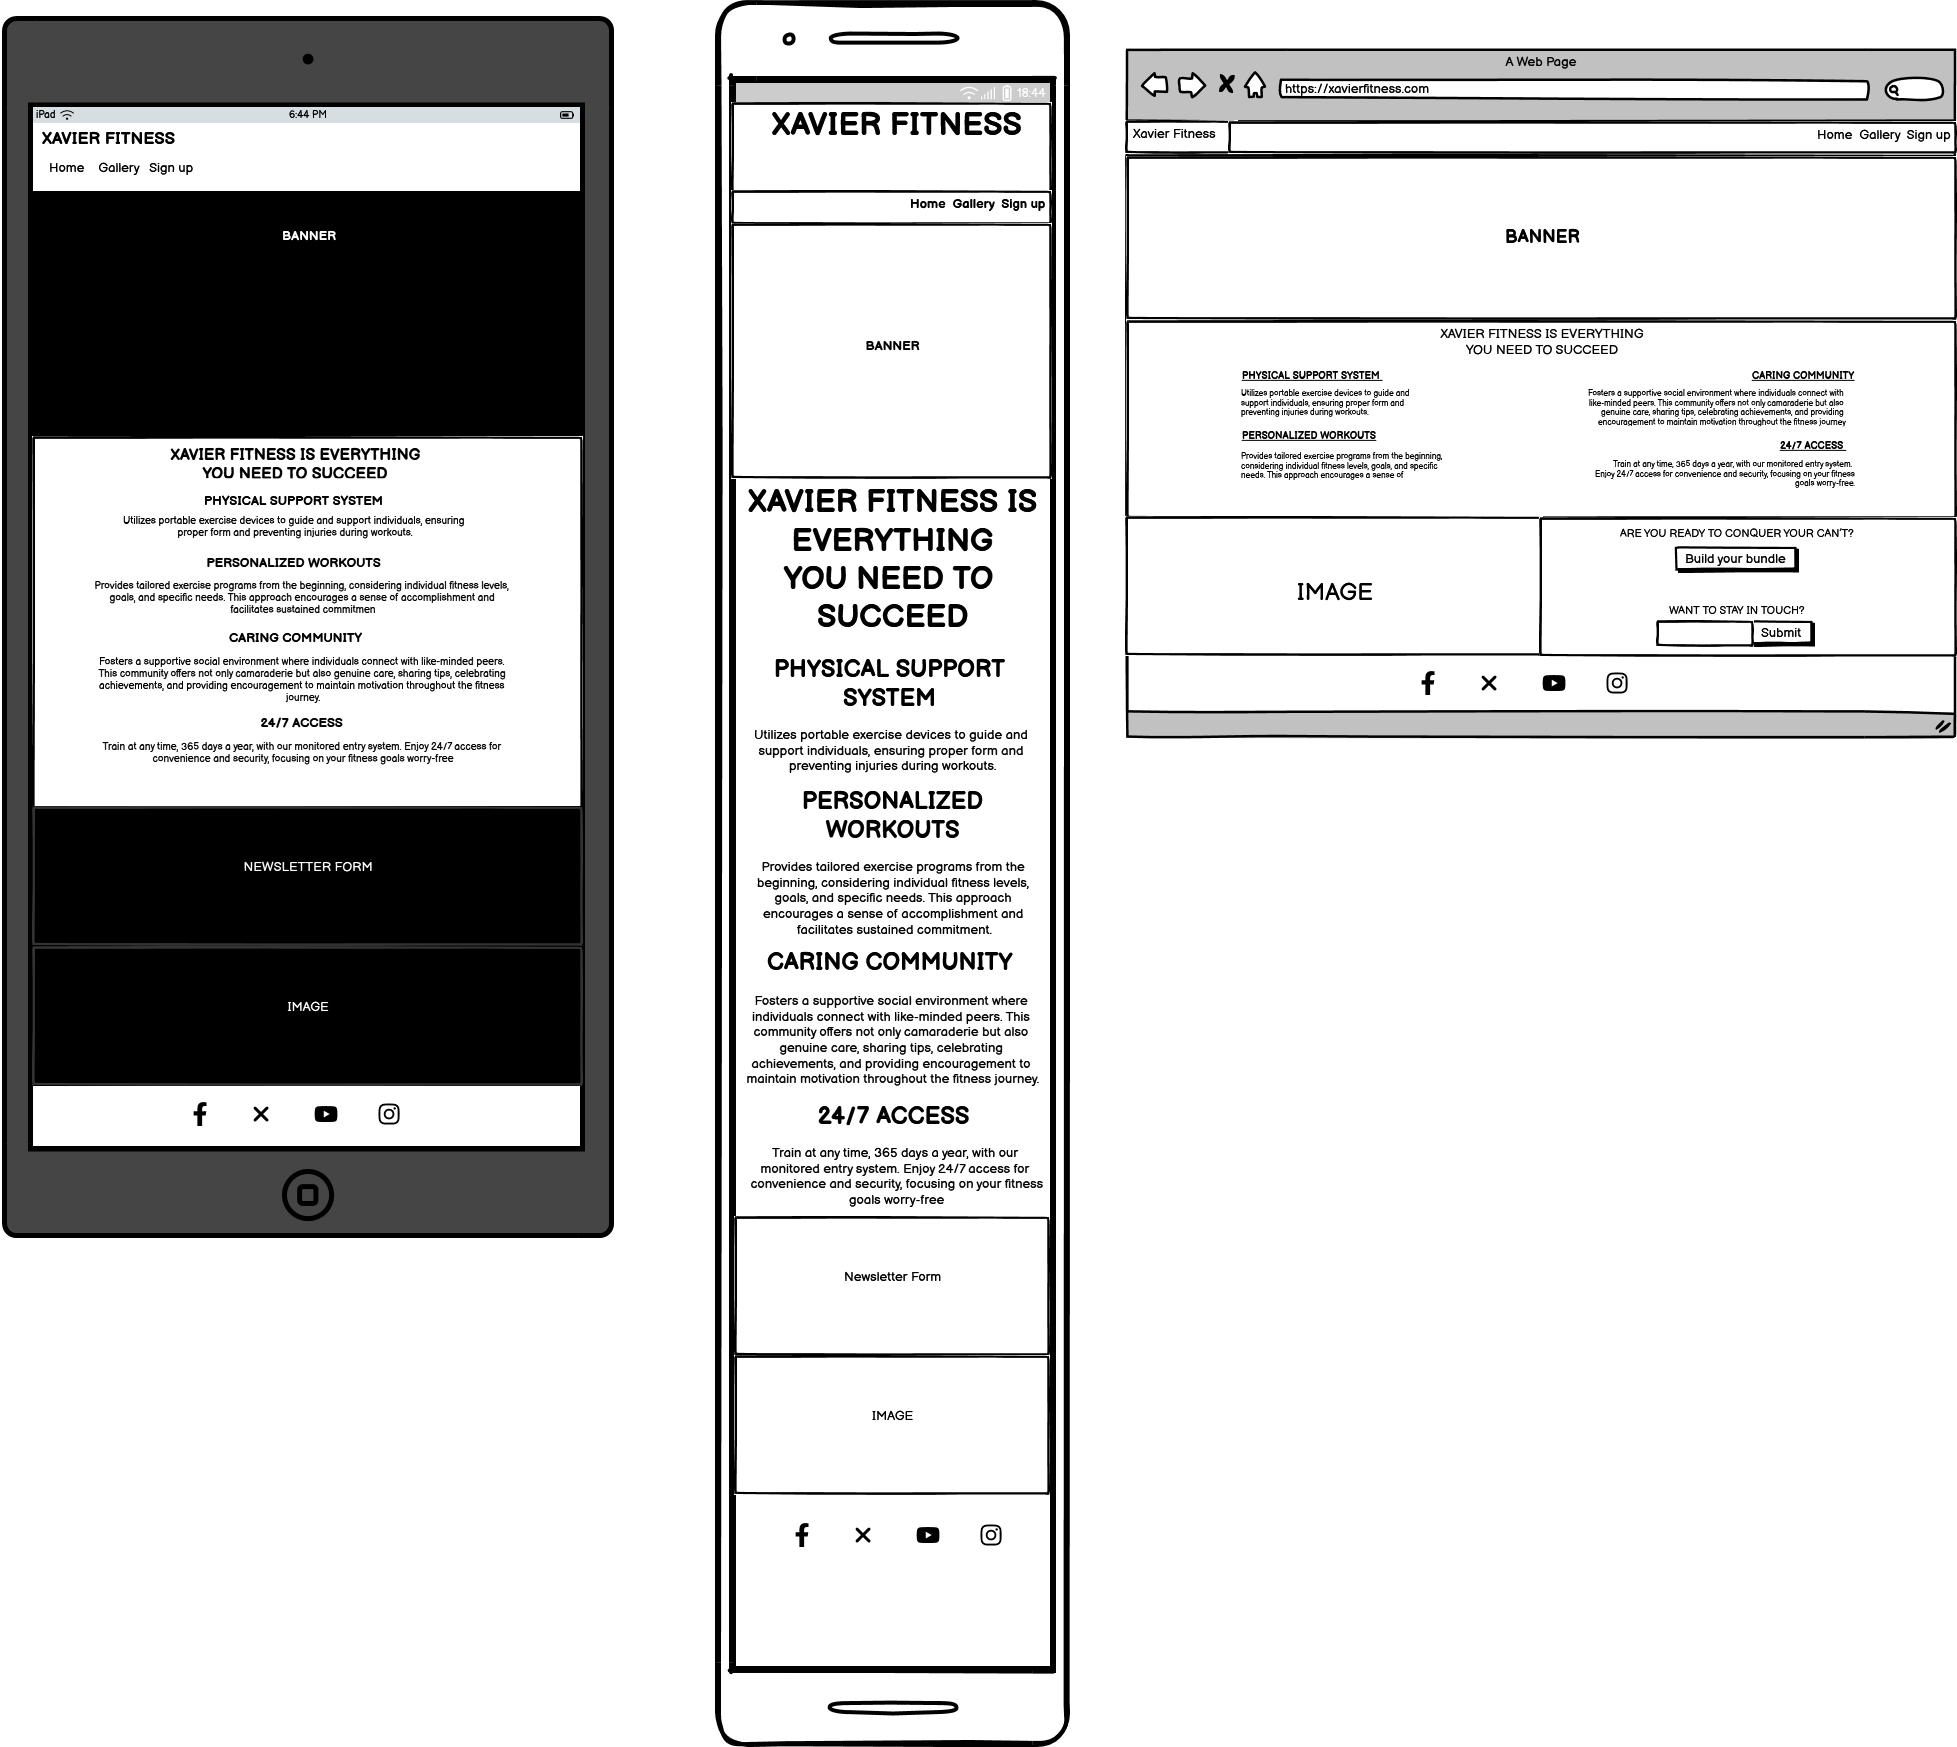 iPad
6:44 PM
XAVIER FITNESS
Home Gallery Sign up
BANNER
XAVIER FITNESS IS EVERYTHING
YOU NEED TO SUCCEED
PHYSICAL SUPPORT SYSTEM
Utilizes portable exercise devices to guide and support individuals, ensuring
proper form and preventing injuries during workouts.
PERSONALIZED WORKOUTS
Provides tailored exercise programs from the beginning, considering individual fitness levels,
goals, and specific needs. This approach encourages a sense of accomplishment and
facilitates sustained commitmen
CARING COMMUNITY
Fosters a supportive social environment where individuals connect with like-minded peers.
This community offers not only camaraderie but also genuine care, sharing tips, celebrating
achievements, and providing encouragement to maintain motivation throughout the fitness
journey.
24/7 ACCESS
Train at any time, 365 days a year, with our monitored entry system. Enjoy 24/7 access for
convenience and security, focusing on your fitness goals worry-free
NEWSLETTER FORM
IMAGE
18:44
XAVIER FITNESS
Home Gallery Sign up
BANNER
XAVIER FITNESS IS
EVERYTHING
YOU NEED TO
SUCCEED
PHYSICAL SUPPORT
SYSTEM
Utilizes portable exercise devices to guide and
support individuals, ensuring proper form and
preventing injuries during workouts.
PERSONALIZED
WORKOUTS
Provides tailored exercise programs from the
beginning, considering individual fitness levels,
goals, and specific needs. This approach
encourages a sense of accomplishment and
facilitates sustained commitment.
CARING COMMUNITY
Fosters a supportive social environment where
individuals connect with like-minded peers. This
community offers not only camaraderie but also
genuine care, sharing tips, celebrating
achievements, and providing encouragement to
maintain motivation throughout the fitness journey.
24/7 ACCESS
Train at any time, 365 days a year, with our
monitored entry system. Enjoy 24/7 access for
convenience and security, focusing on your fitness
goals worry-free
Newsletter Form
IMAGE
A Web Page
https://xavierfitness.com
Xavier Fitness
Home Gallery Sign up
BANNER
XAVIER FITNESS IS EVERYTHING
YOU NEED TO SUCCEED
PHYSICAL SUPPORT SYSTEM
Utilizes portable exercise devices to guide and
support individuals, ensuring proper form and
preventing injuries during workouts.
PERSONALIZED WORKOUTS
Provides tailored exercise programs from the beginning,
considering individual fitness levels, goals, and specific
needs. This approach encourages a sense of
CARING COMMUNITY
Fosters a supportive social environment where individuals connect with
like-minded peers. This community offers not only camaraderie but also
genuine care, sharing tips, celebrating achievements, and providing
encouragement to maintain motivation throughout the fitness journey
24/7 ACCESS
Train at any time, 365 days a year, with our monitored entry system.
Enjoy 24/7 access for convenience and security, focusing on your fitness
goals worry-free.
IMAGE
ARE YOU READY TO CONQUER YOUR CAN'T?
Build your bundle
WANT TO STAY IN TOUCH?
Submit